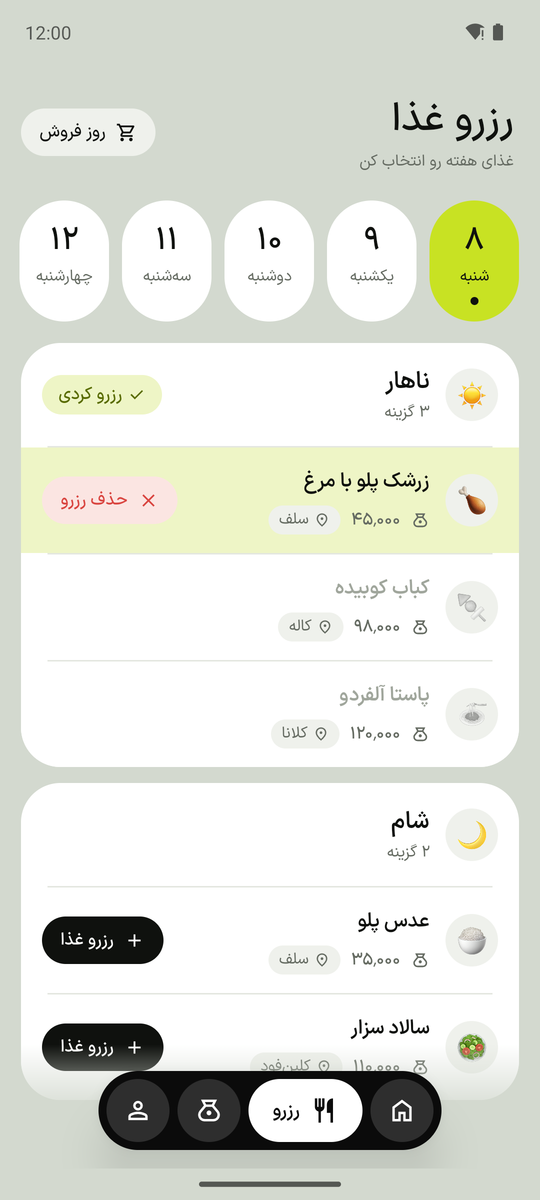 12:00
رزرو غذا
غذای هفته رو انتخاب کن
روز فروش
۸
شنبه
۹
یکشنبه
۱۰
دوشنبه
۱۱
سه‌شنبه
۱۲
چهارشنبه
ناهار
۳ گزینه
رزرو کردی
زرشک پلو با مرغ
۴۵,۰۰۰
سلف
حذف رزرو
کباب کوبیده
۹۸,۰۰۰
کاله
پاستا آلفردو
۱۲۰,۰۰۰
کلانا
شام
۲ گزینه
عدس پلو
۳۵,۰۰۰
سلف
رزرو غذا
سالاد سزار
۱۱۰,۰۰۰
کلین‌فود
رزرو غذا
رزرو